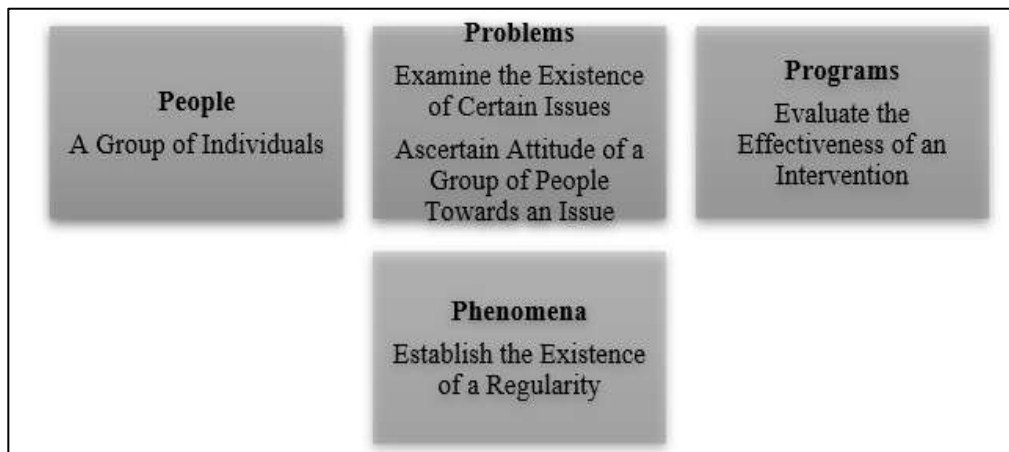 People
A Group of Individuals
Problems
Examine the Existence
of Certain Issues
Ascertain Attitude of a
Group of People
Towards an Issue
Programs
Evaluate the
Effectiveness of an
Intervention
Phenomena
Establish the Existence
of a Regularity